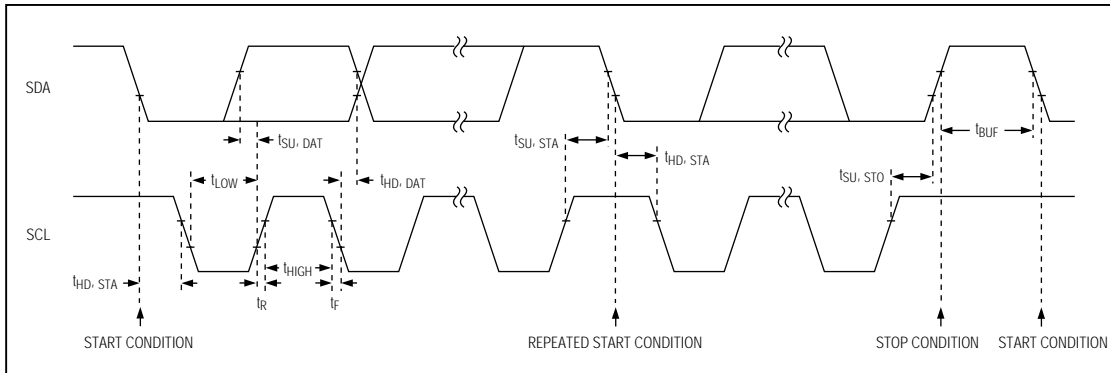 SDA
tSU, DAT
tSU, STA
tBUF
tHD, STA
tLOW
tHD, DAT
tSU, STO
SCL
tHIGH
tHD, STA
tR
tF
START CONDITION
REPEATED START CONDITION
STOP CONDITION
START CONDITION